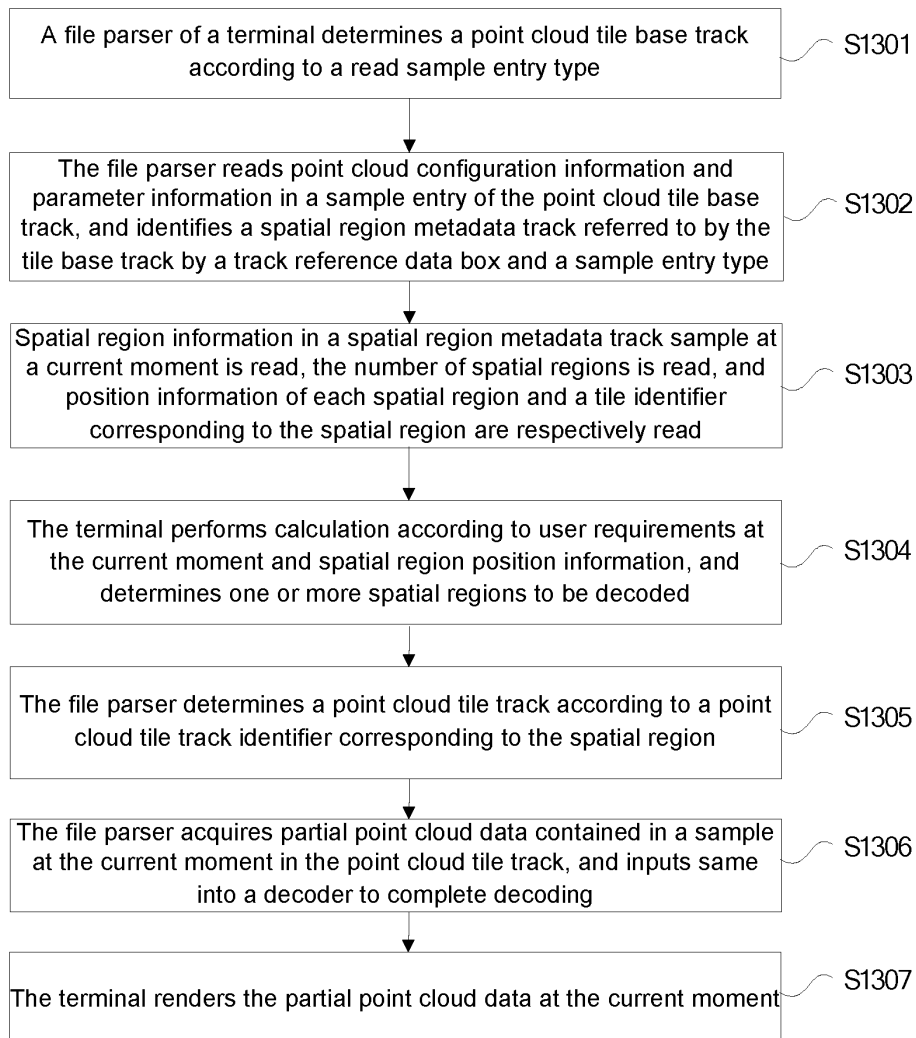 A file parser of a terminal determines a point cloud tile base track
according to a read sample entry type
S1301
The file parser reads point cloud configuration information and
parameter information in a sample entry of the point cloud tile base
track, and identifies a spatial region metadata track referred to by the
tile base track by a track reference data box and a sample entry type
S1302
Spatial region information in a spatial region metadata track sample at
a current moment is read, the number of spatial regions is read, and
position information of each spatial region and a tile identifier
corresponding to the spatial region are respectively read
S1303
The terminal performs calculation according to user requirements at
the current moment and spatial region position information, and
determines one or more spatial regions to be decoded
S1304
The file parser determines a point cloud tile track according to a point
cloud tile track identifier corresponding to the spatial region
S1305
The file parser acquires partial point cloud data contained in a sample
at the current moment in the point cloud tile track, and inputs same
into a decoder to complete decoding
S1306
The terminal renders the partial point cloud data at the current moment
S1307